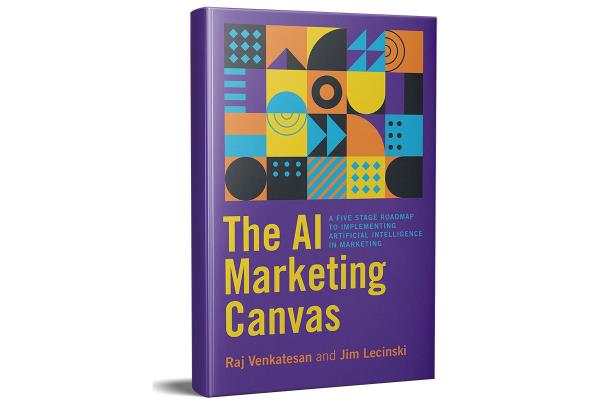 The AI
A FIVE STAGE ROADMAP
TO IMPLEMENTING
ARTIFICIAL INTELLIGENCE
IN MARKETING
Marketing
Canvas
Raj Venkatesan and Jim Lecinski